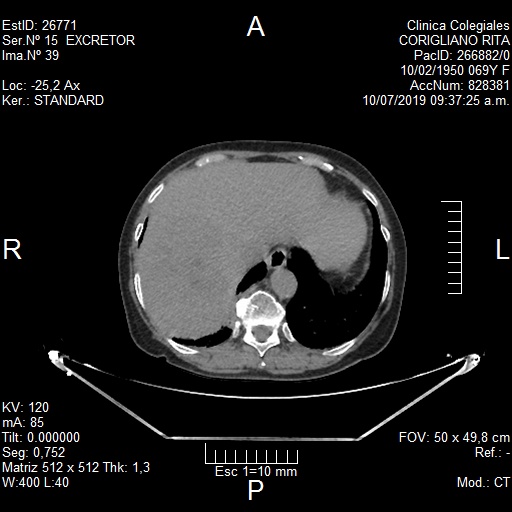 EstID: 26771
Ser.Nº 15 EXCRETOR
Ima.Nº 39
Loc: -25,2 Ax
Ker.: STANDARD
A
Clinica Colegiales
CORIGLIANO RITA
PacID: 266882/0
10/02/1950 069Y F
AccNum: 828381
10/07/2019 09:37:25 a.m.
R
L
KV: 120
mA: 85
Tilt: 0.000000
Seg: 0,752
Matriz 512 x 512 Thk: 1,3
W:400 L:40
Esc 1=10 mm
P
FOV: 50 x 49,8 cm
Ref.: -
Mod.: CT